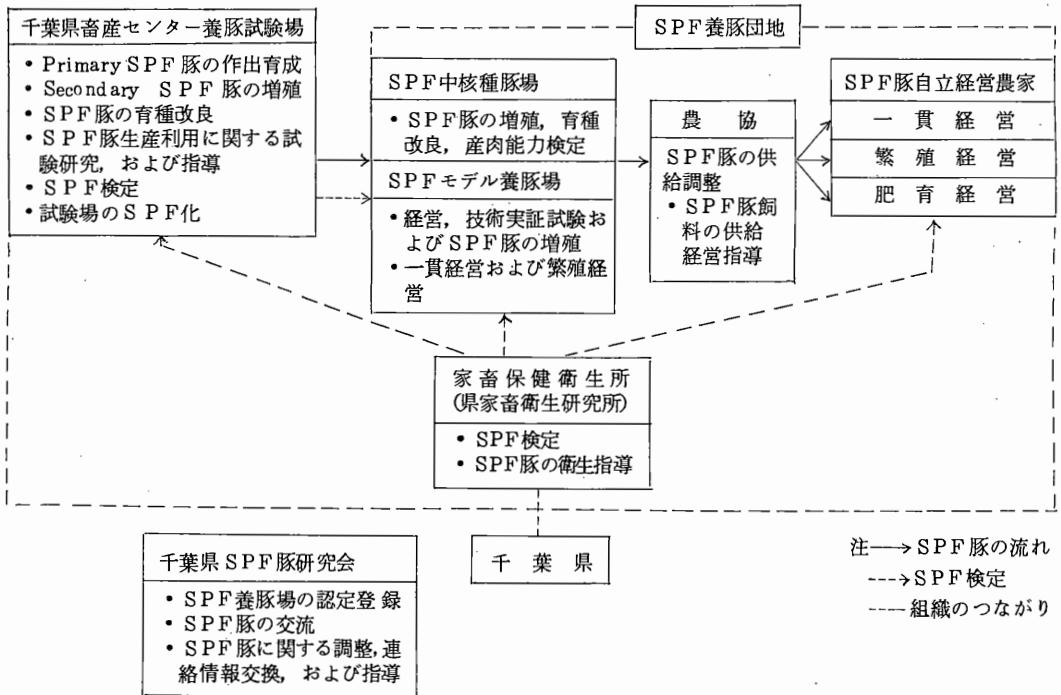 千葉県畜産センター養豚試験場
• Primary SPF豚の作出育成
• Secondary SPF豚の増殖
• SPF豚の育種改良
• SPF豚生産利用に関する試
験研究，および指導
• SPF検定
• 試験場のSPF化
SPF養豚団地
SPF中核種豚場
• SPF豚の増殖，育種
改良，産肉能力検定
SPFモデル養豚場
• 経営，技術実証試験お
よびSPF豚の増殖
• 一貫経営および繁殖経
営
農協
SPF豚の供
給調整
• SPF豚飼
料の供給
経営指導
SPF豚自立経営農家
一貫経営
繁殖経営
肥育経営
家畜保健衛生所
(県家畜衛生研究所)
• SPF検定
• SPF豚の衛生指導
千葉県
千葉県SPF豚研究会
• SPF養豚場の認定登録
• SPF豚の交流
• SPF豚に関する調整，連
絡情報交換，および指導
注──→SPF豚の流れ
---→SPF検定
----組織のつながり